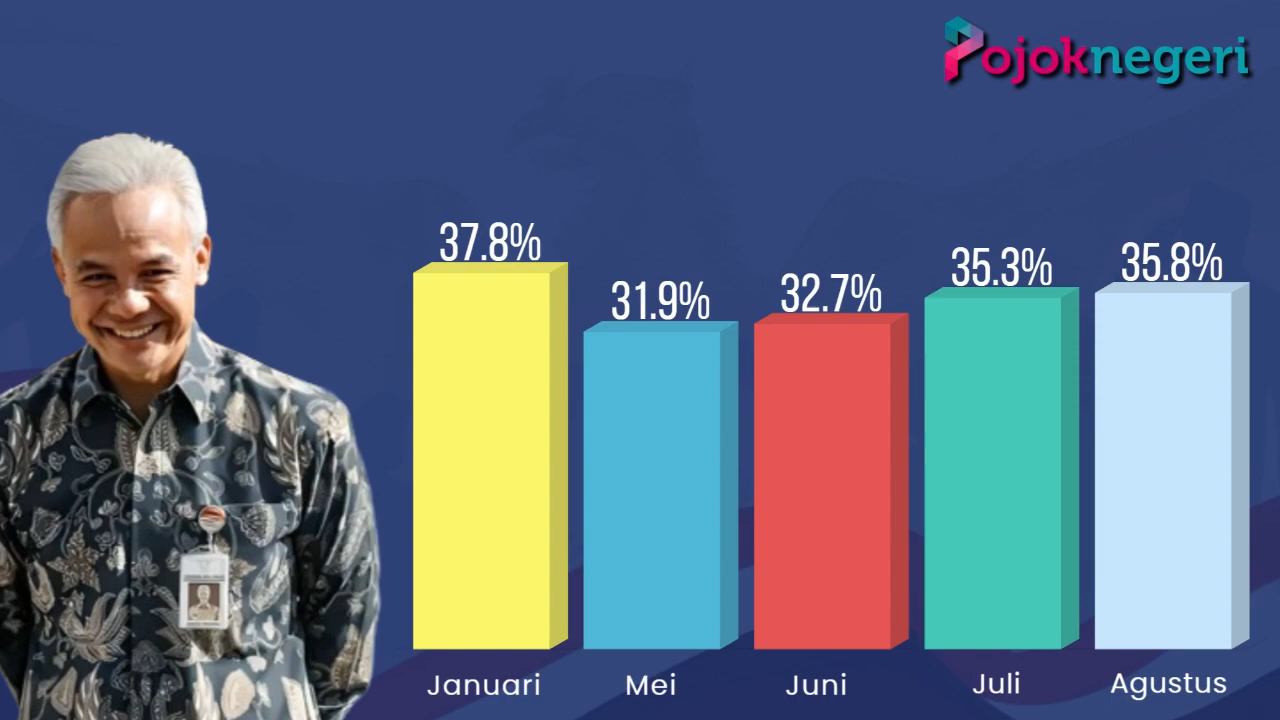 Pojoknegeri
37.8%
31.9%
32.7%
35.3%
35.8%
Januari
Mei
Juni
Juli
Agustus